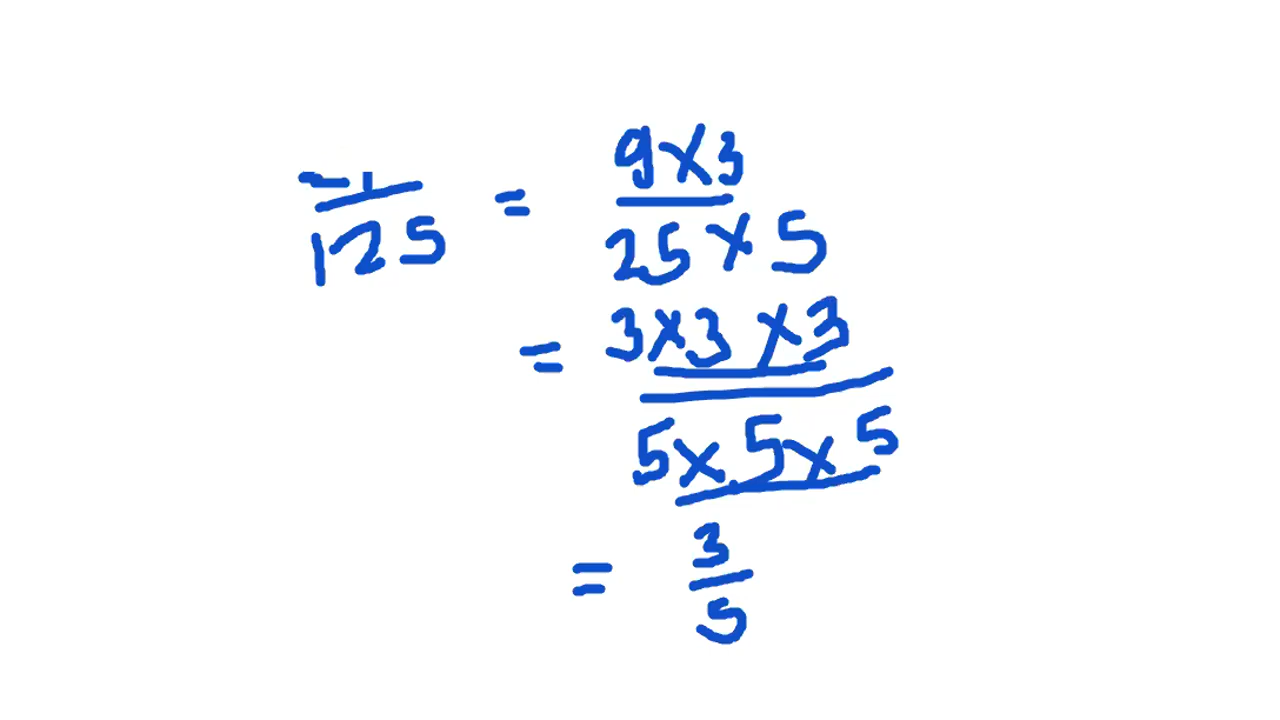 125 = 9x3
25x5
= 3x3x3
5x5x5
= 3
5